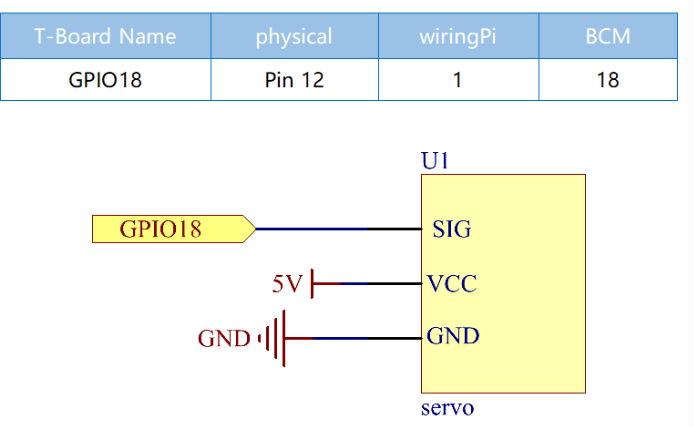 T-Board Name physical wiringPi BCM
GPIO18 Pin 12 1 18
U1
GPIO18 SIG
5V VCC
GND GND
servo